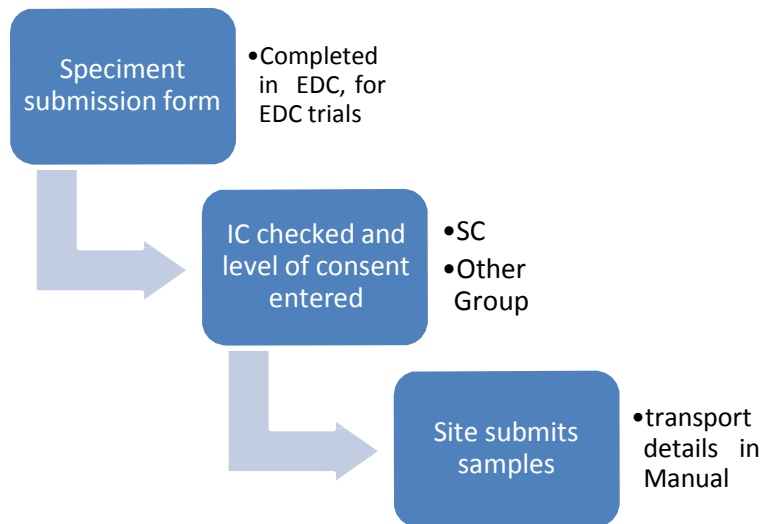 Speciment
submission form
•Completed
in EDC, for
EDC trials
IC checked and
level of consent
entered
•SC
•Other
Group
Site submits
samples
•transport
details in
Manual